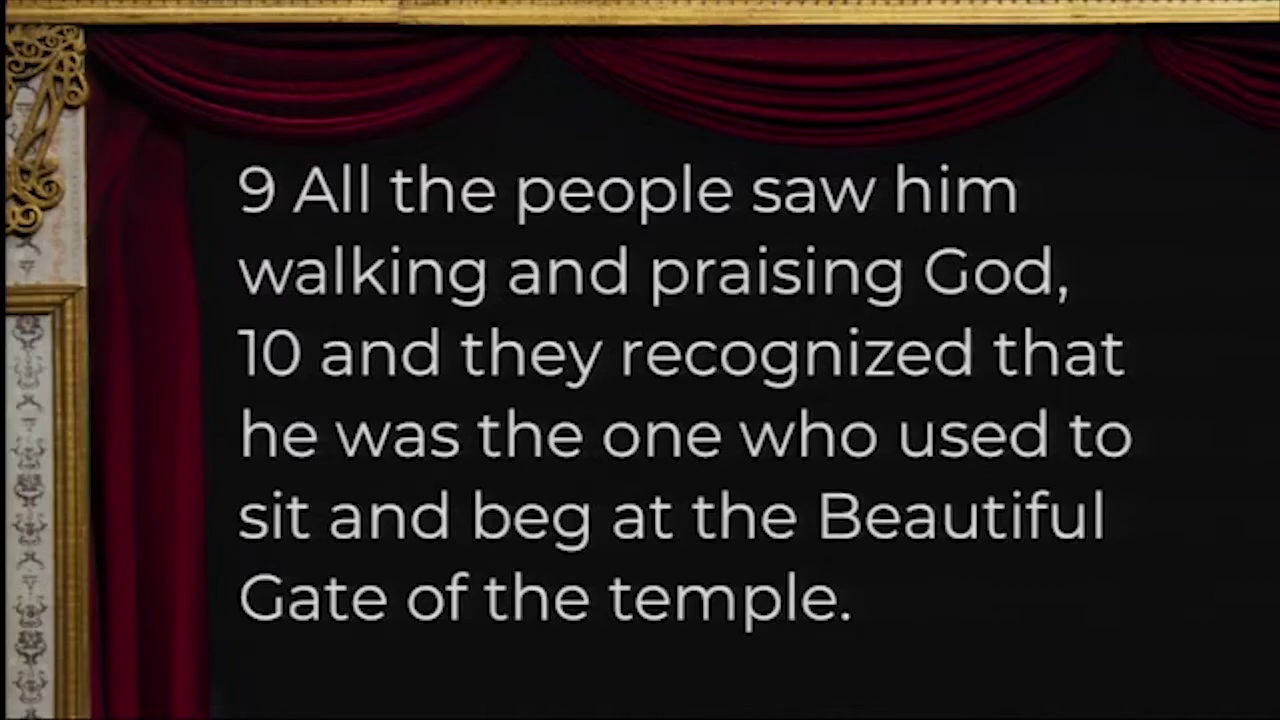 9 All the people saw him
walking and praising God,
10 and they recognized that
he was the one who used to
sit and beg at the Beautiful
Gate of the temple.